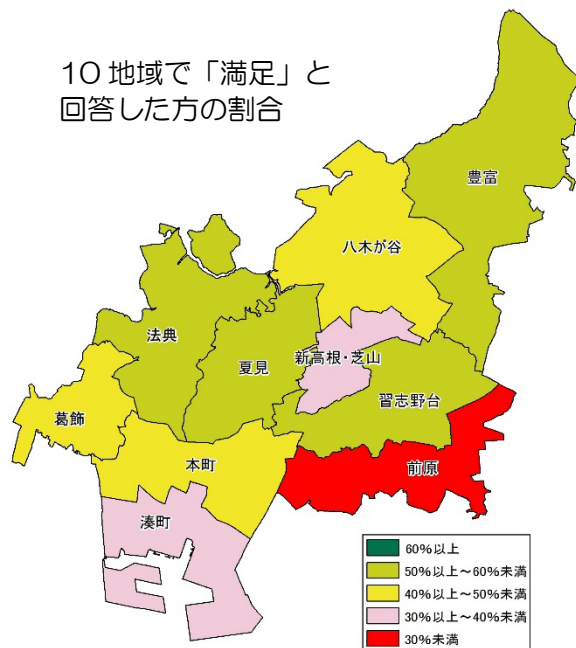 10地域で「満足」と
回答した方の割合
豊富
八木が谷
法典
新高根・芝山
夏見
習志野台
葛飾
本町
前原
湊町
60%以上
50%以上～60%未満
40%以上～50%未満
30%以上～40%未満
30%未満